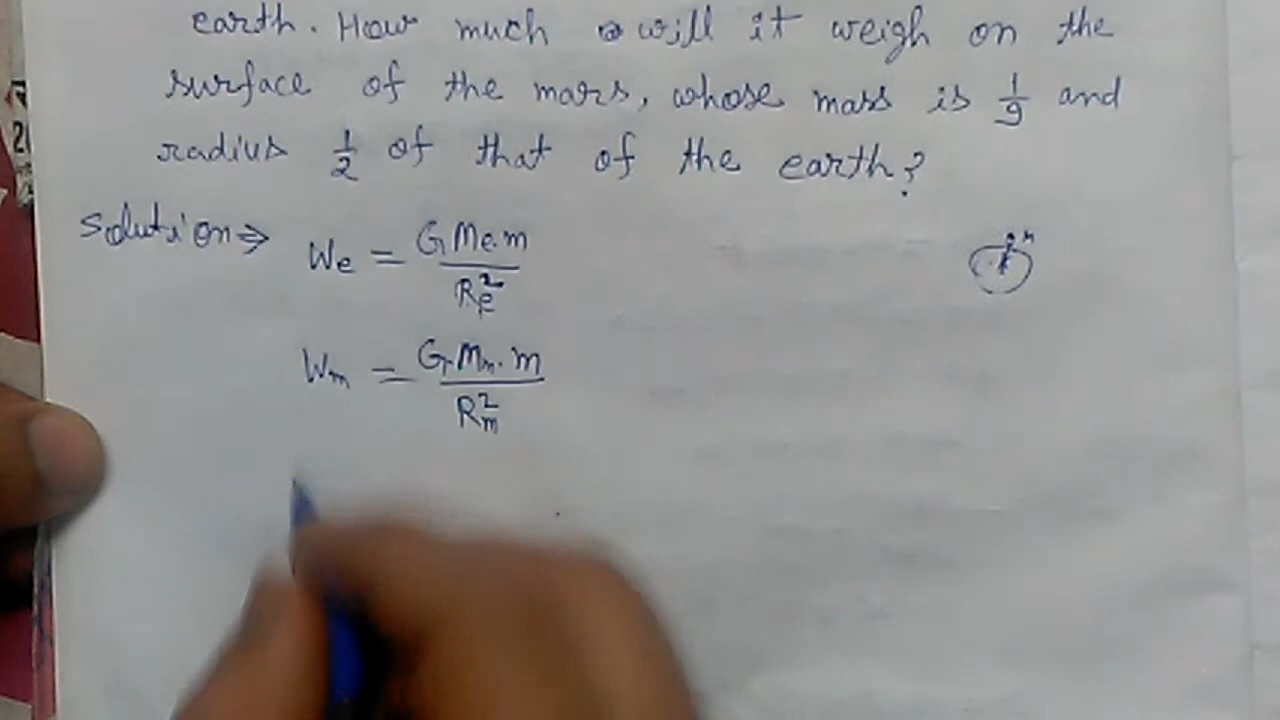 earth. How much will it weigh on the
surface of the mars, whose mass is 1/9 and
radius 1/2 of that of the earth?
Solution ⇒ We = G Me.m / Re²
Wm = G.Mm.m / Rm²